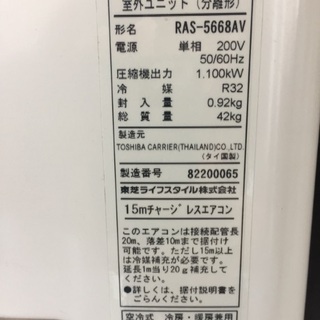 室外ユニット(分離形)
形名 RAS-5668AV
電源 単相 200V
50/60Hz
圧縮機出力 1.100kW
冷媒 R32
封入量 0.92kg
総質量 42kg
製造元
TOSHIBA CARRIER(THAILAND)CO.,LTD.
(タイ国製)
製造番号 82200065
東芝ライフスタイル株式会社
15mチャージレスエアコン
このエアコンは接続配管長
20m、落差10mまで据付け
可能です。ただし15m以上
は冷媒補充が必要です。
延長1m当り20g補充して
ください。
●詳しくは、据付説明書を
ごらんください。
空冷式 冷房・暖房兼用